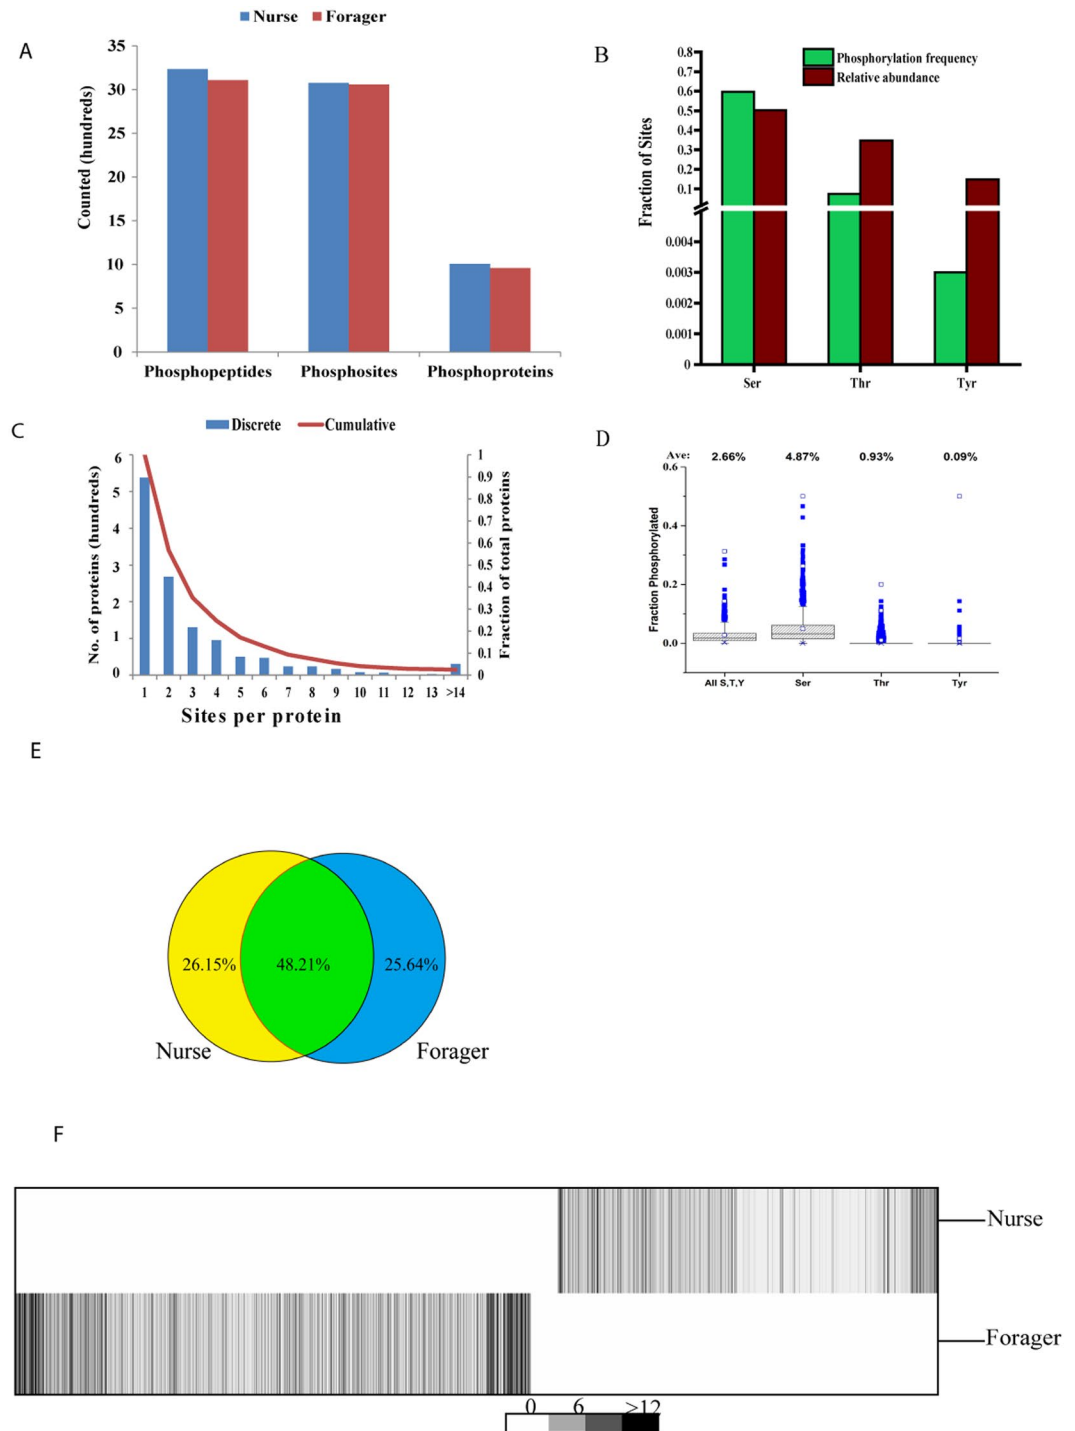 A
Nurse Forager
Counted (hundreds)
35
30
25
20
15
10
5
0
Phosphopeptides Phosphosites Phosphoproteins
B
Phosphorylation frequency
Relative abundance
Fraction of Sites
0.8
0.7
0.6
0.5
0.4
0.3
0.2
0.1
0.004
0.003
0.002
0.001
0
Ser Thr Tyr
C
Discrete Cumulative
No. of proteins (hundreds)
6
5
4
3
2
1
0
1
0.9
0.8
0.7
0.6
0.5
0.4
0.3
0.2
0.1
0
Fraction of total proteins
1 2 3 4 5 6 7 8 9 10 11 12 13 >14
Sites per protein
D
Ave: 2.66% 4.87% 0.93% 0.09%
Fraction Phosphorylated
0.6
0.4
0.2
0.0
All S,T,Y Ser Thr Tyr
E
26.15% 48.21% 25.64%
Nurse Forager
F
Nurse
Forager
0 6 >12